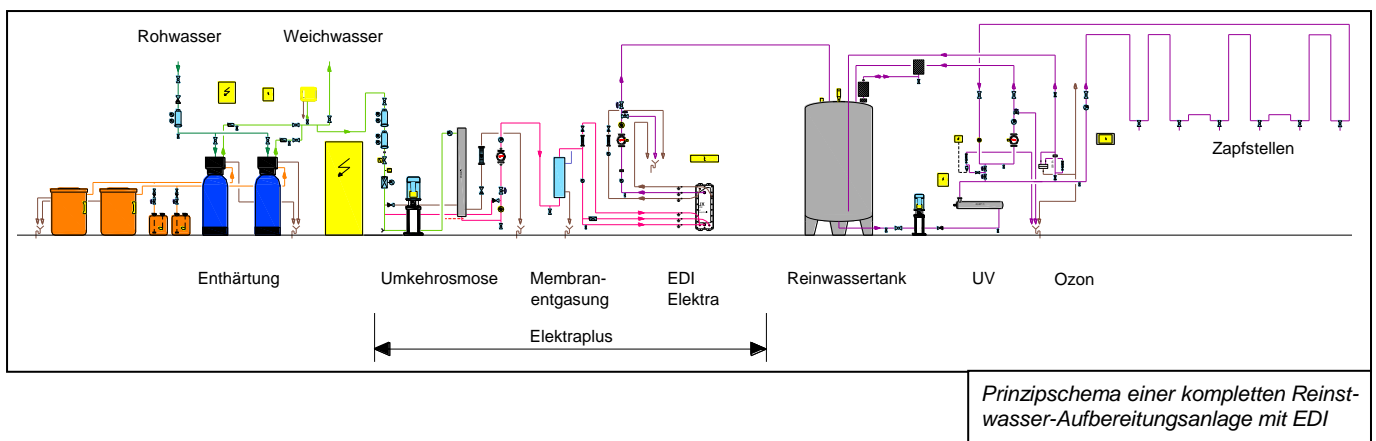 Rohwasser
Weichwasser
Zapfstellen
Enthärtung
Umkehrosmose
Membran-
entgasung
EDI
Elektra
Reinwassertank
UV
Ozon
Elektraplus
Prinzipschema einer kompletten Reinst-
wasser-Aufbereitungsanlage mit EDI